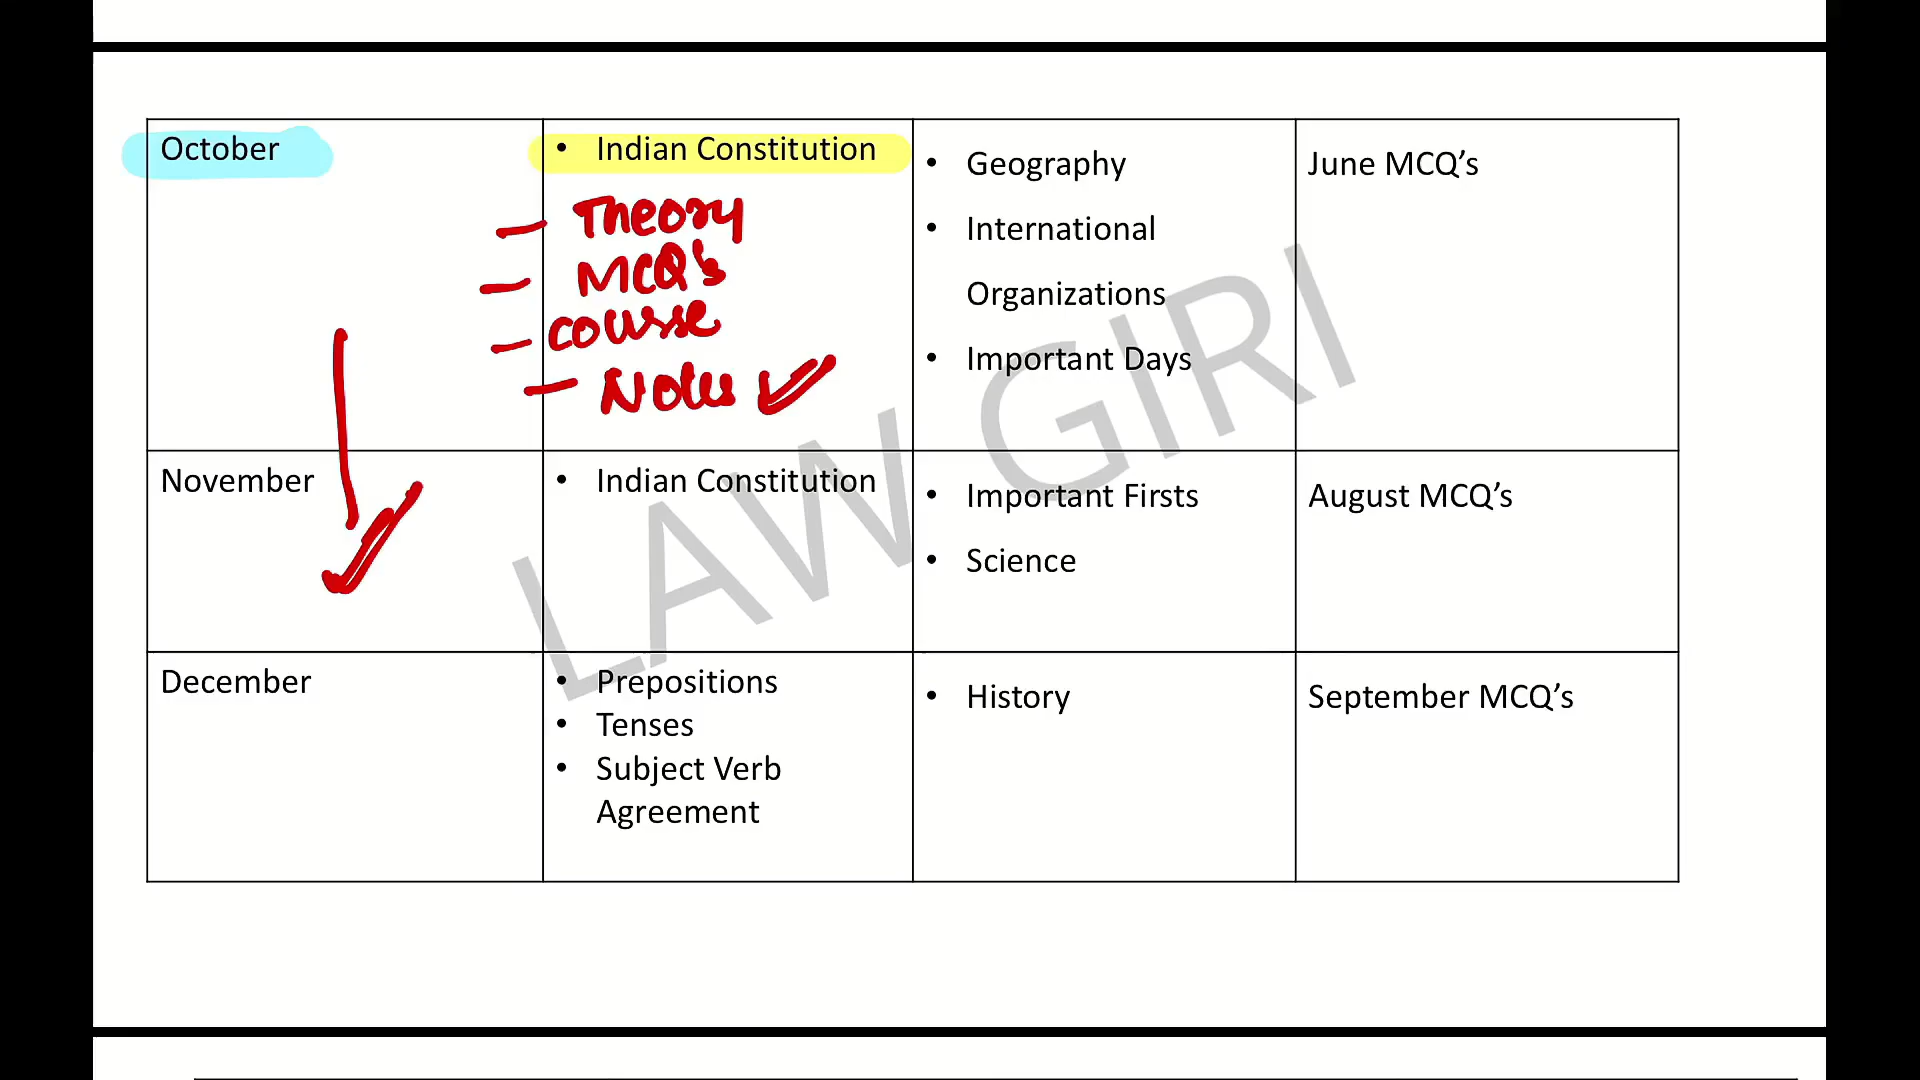 October
• Indian Constitution
– Theory
– MCQ's
– Course
– Notes
• Geography
• International
Organizations
• Important Days
June MCQ’s
November
• Indian Constitution
• Important Firsts
• Science
August MCQ’s
December
• Prepositions
• Tenses
• Subject Verb
Agreement
• History
September MCQ’s
LAW GIRI